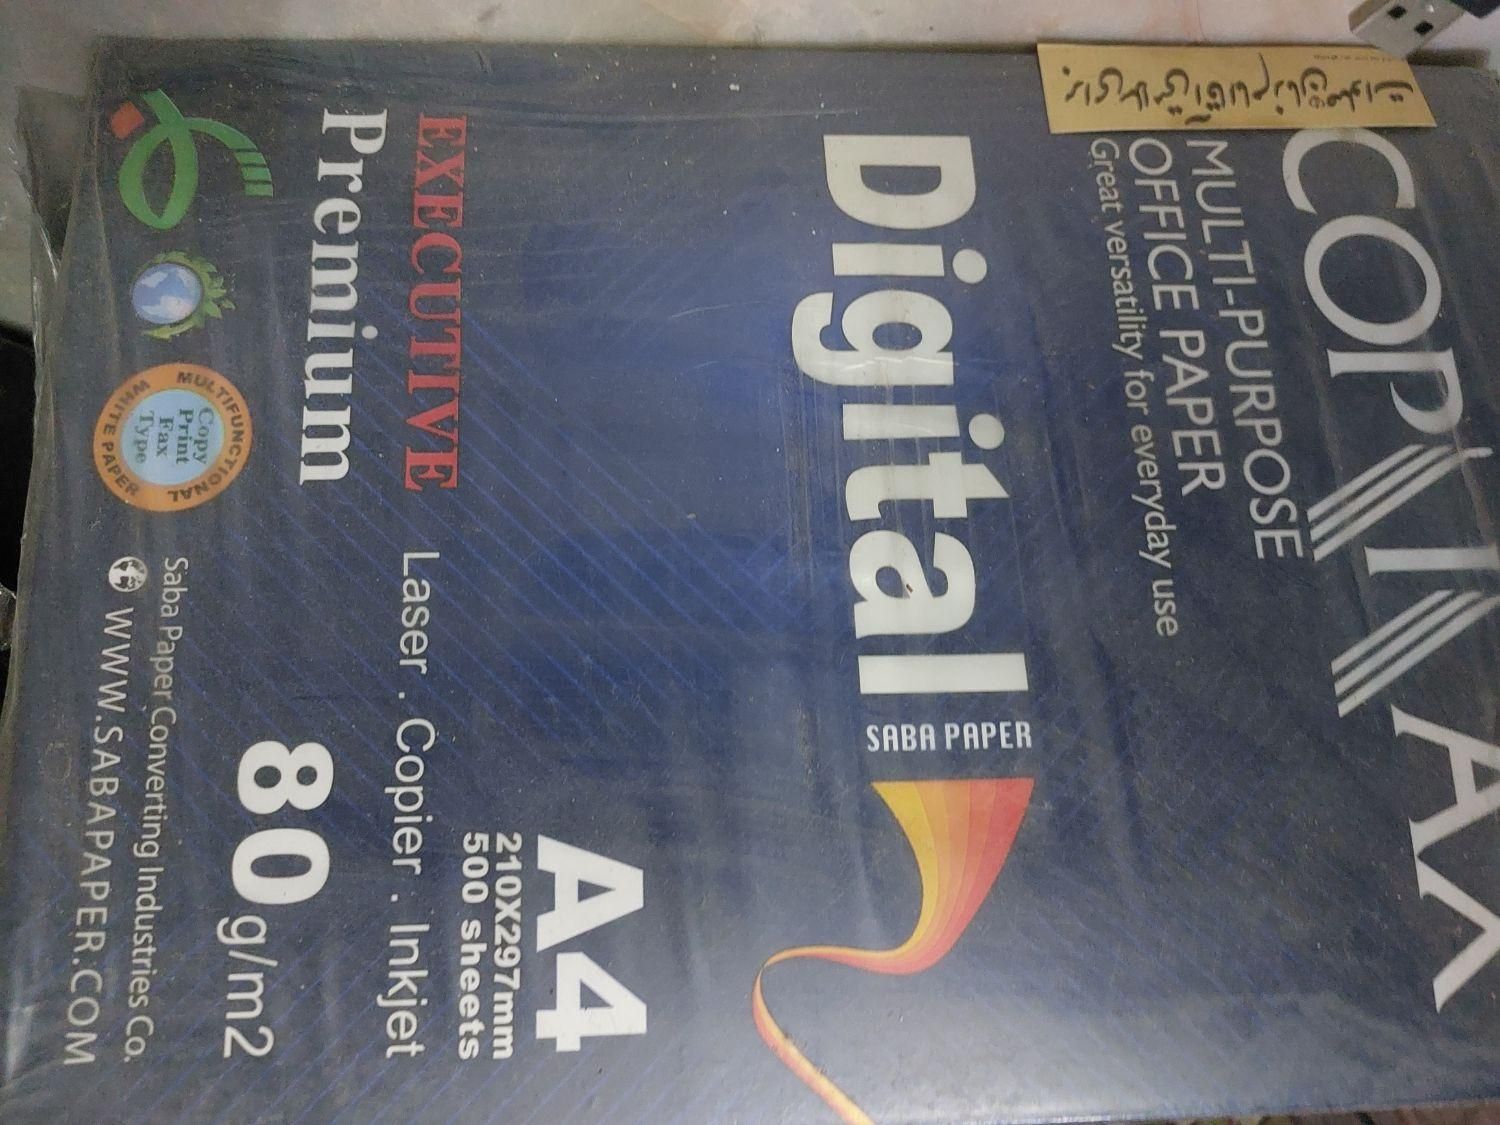 COPIMAX
MULTI-PURPOSE
OFFICE PAPER
Great versatility for everyday use
Digital
SABA PAPER
A4
210X297mm
500 sheets
EXECUTIVE
Premium
Laser . Copier . Inkjet
80 g/m2
MULTIFUNCTIONAL
WHITE PAPER
Copy
Print
Fax
Type
Saba Paper Converting Industries Co.
WWW.SABAPAPER.COM